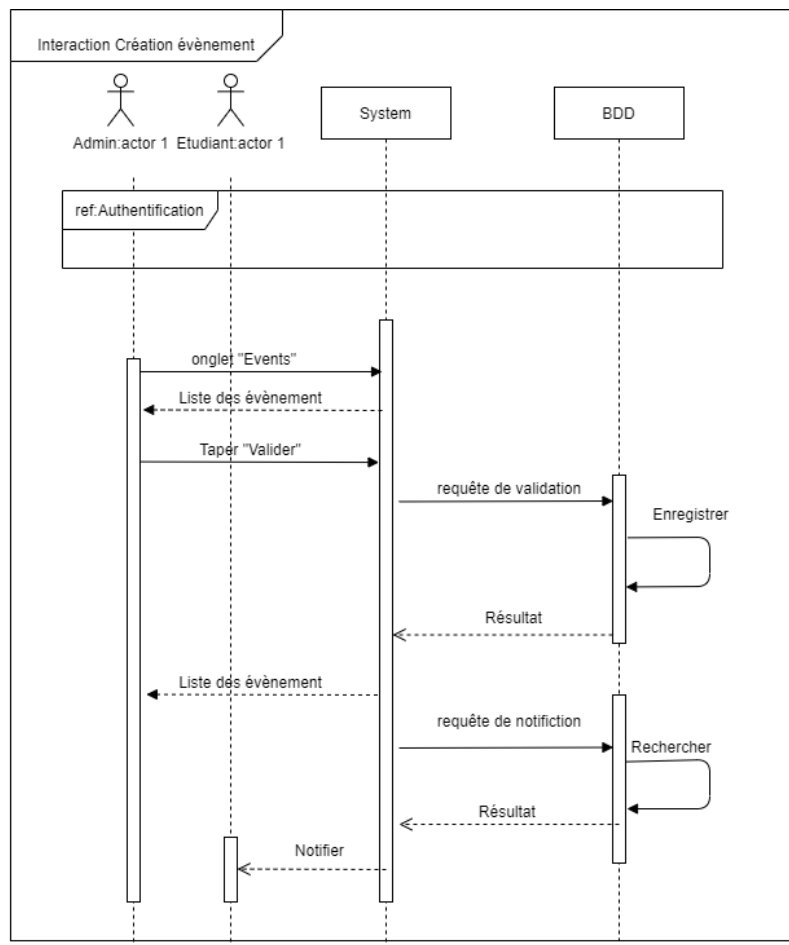 Interaction Création évènement
System
BDD
Admin:actor 1
Etudiant:actor 1
ref:Authentification
onglet "Events"
Liste des évènement
Taper "Valider"
requête de validation
Enregistrer
Résultat
Liste des évènement
requête de notifiction
Rechercher
Résultat
Notifier